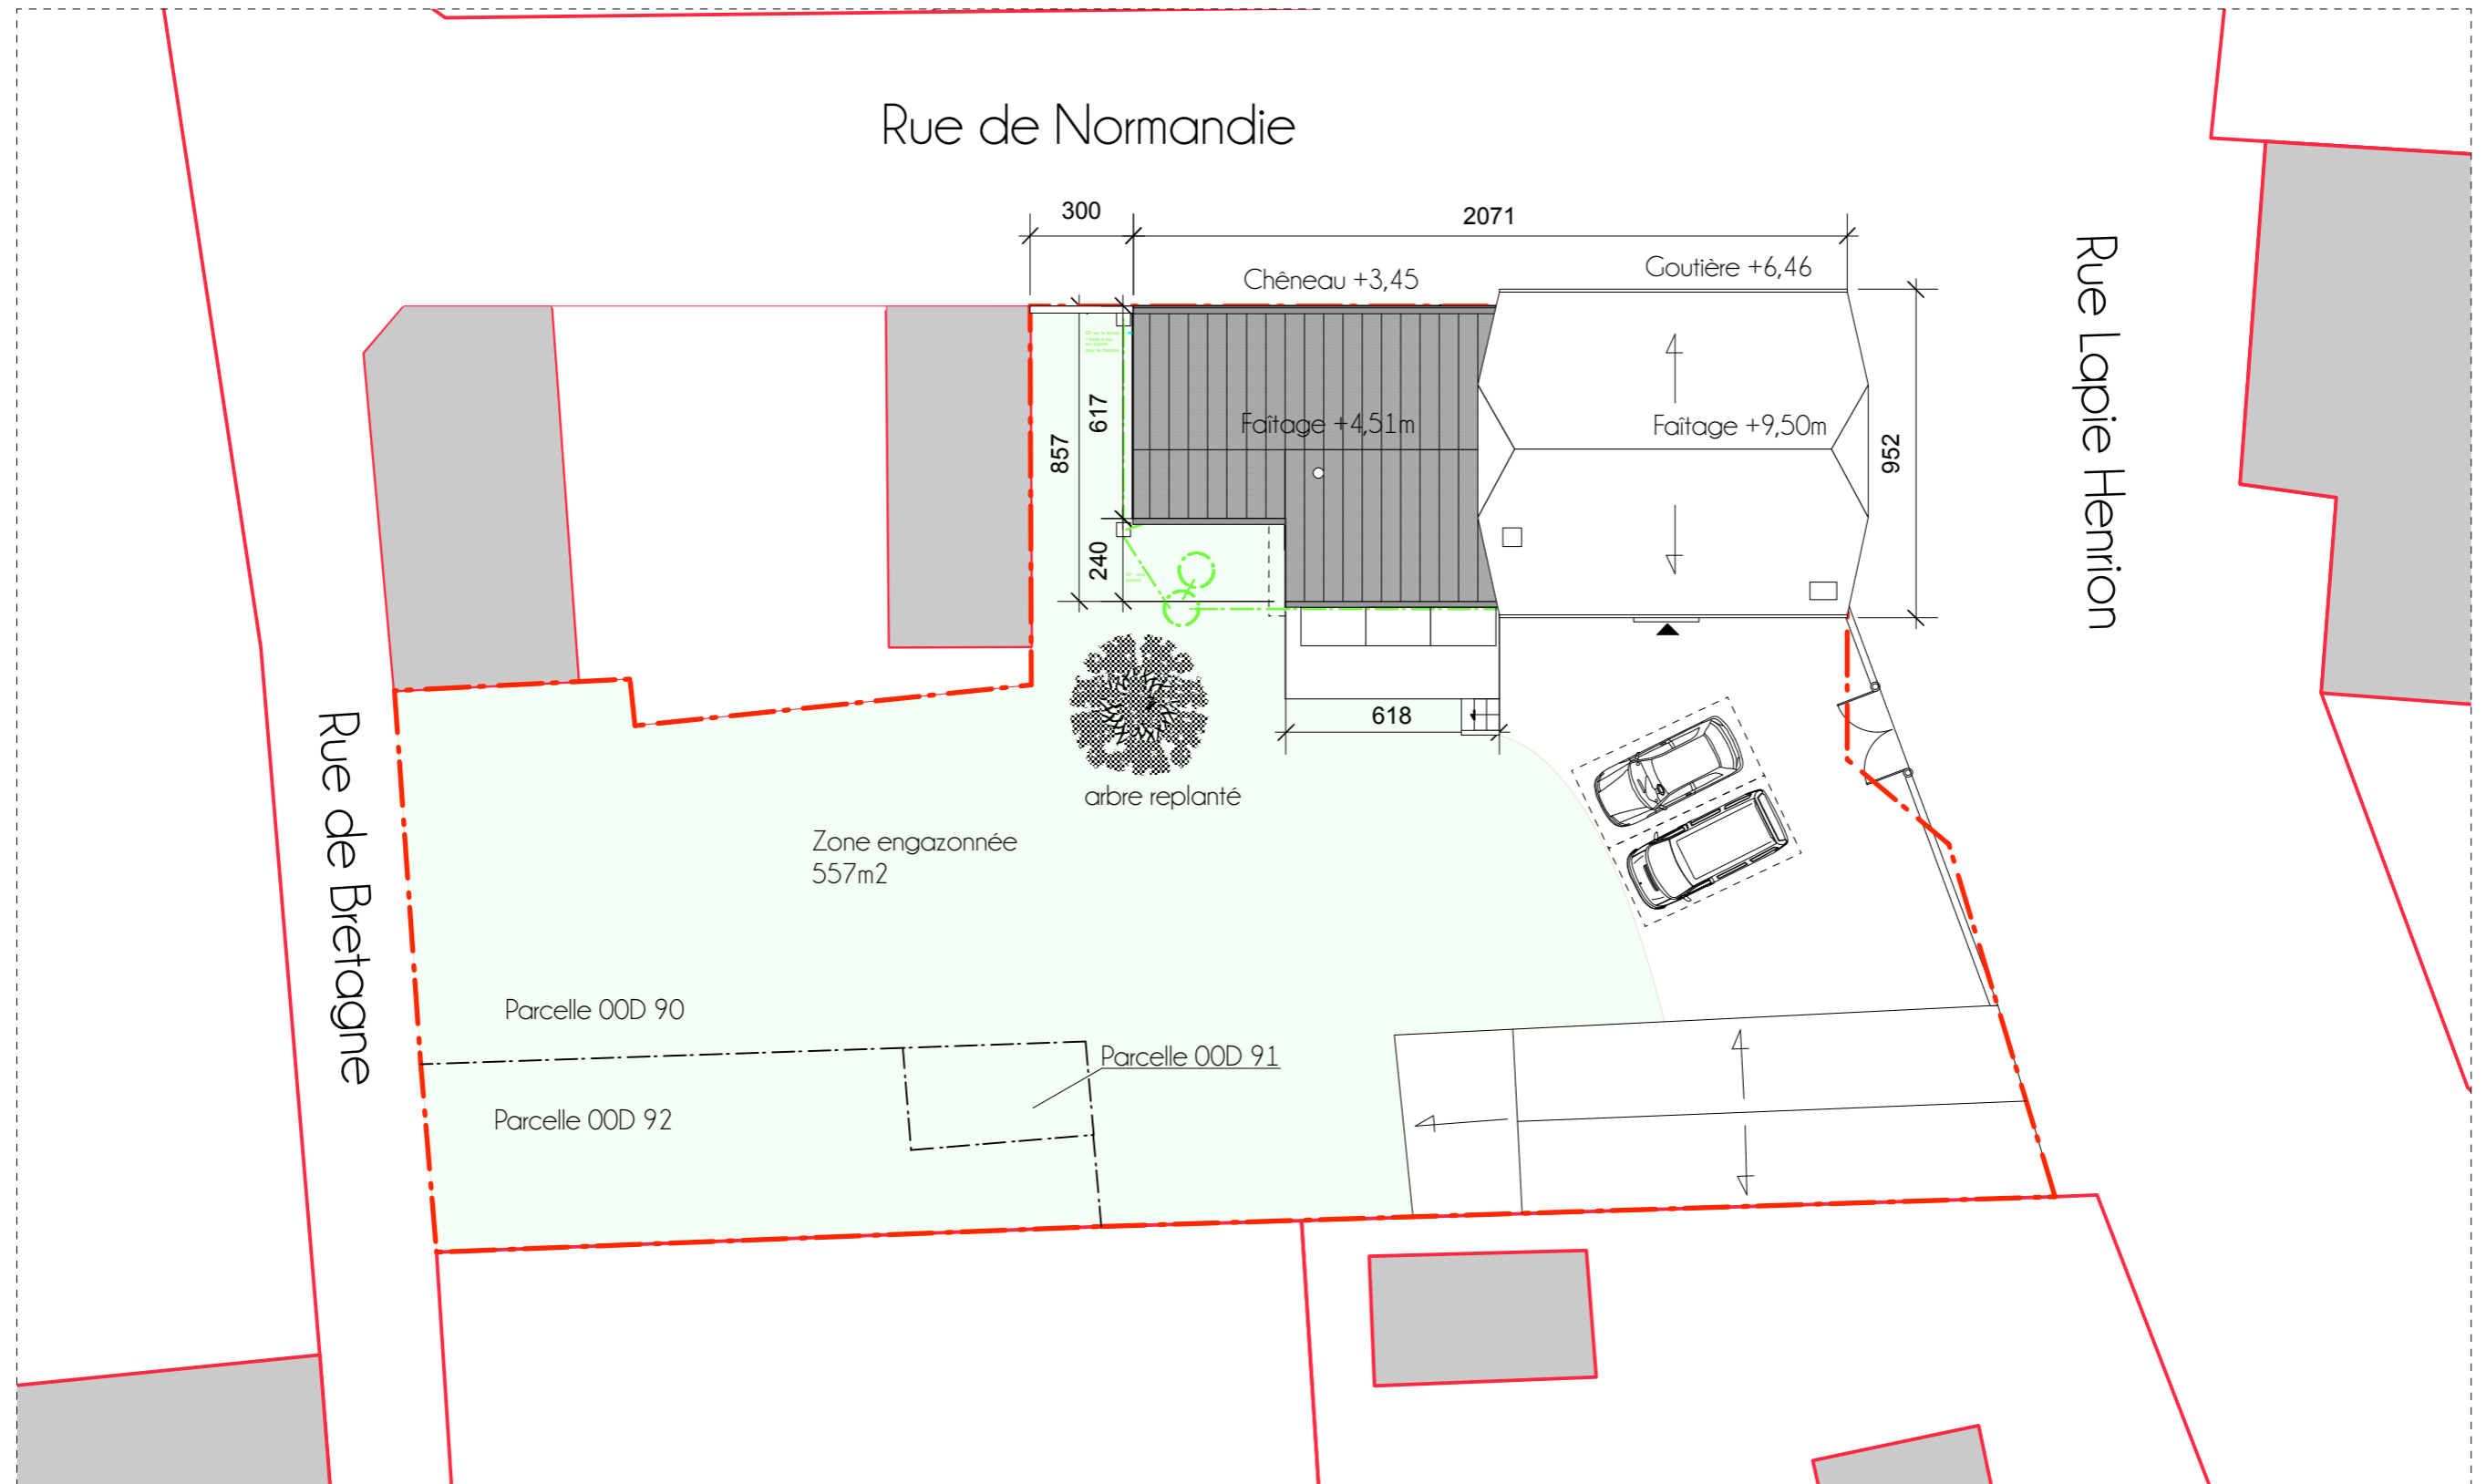 Rue de Normandie
300
2071
Chêneau +3,45
Goutière +6,46
Rue Lapie Henrion
617
857
Faîtage +4,51m
Faîtage +9,50m
952
240
618
Rue de Bretagne
arbre replanté
Zone engazonnée
557m2
Parcelle 00D 90
Parcelle 00D 91
Parcelle 00D 92